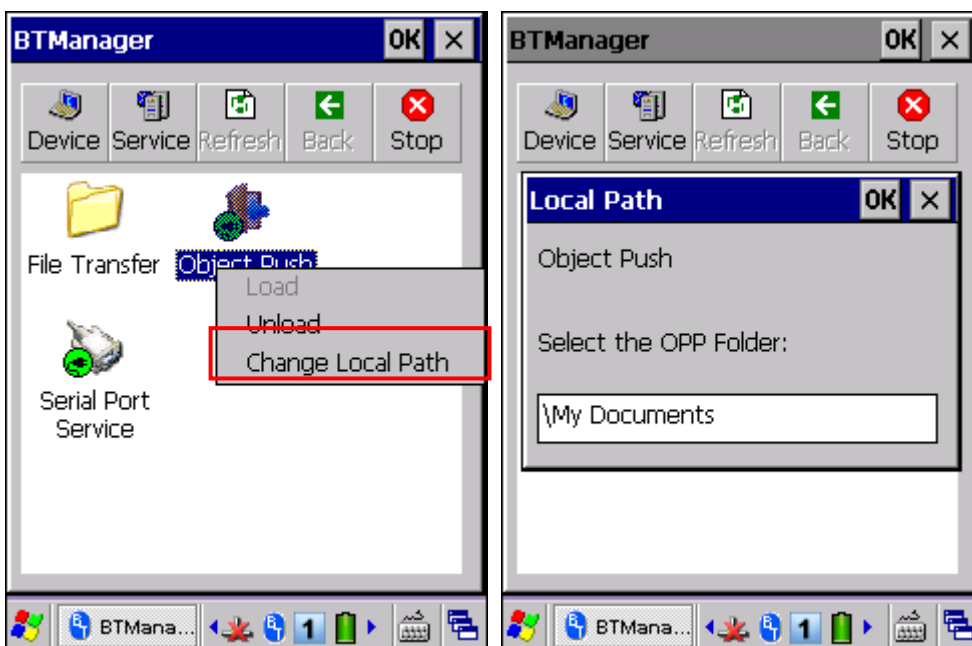 BTManager OK
Device Service Refresh Back Stop
File Transfer Object Push
Load
Unload
Change Local Path
Serial Port
Service
BTMana... 1
BTManager OK
Device Service Refresh Back Stop
Local Path OK
Object Push
Select the OPP Folder:
\My Documents
BTMana... 1